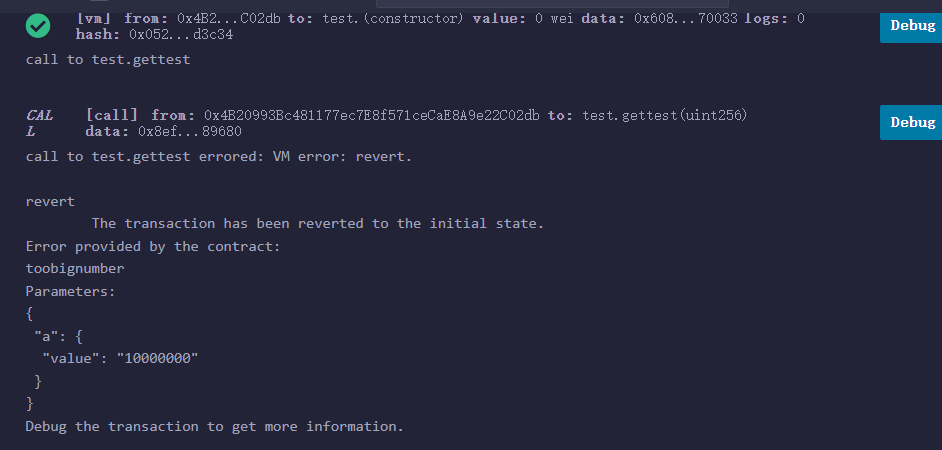 [vm] from: 0x4B2...C02db to: test.(constructor) value: 0 wei data: 0x608...70033 logs: 0
hash: 0x052...d3c34
Debug
call to test.gettest
CAL
L
[call] from: 0x4B20993Bc481177ec7E8f571ceCaE8A9e22C02db to: test.gettest(uint256)
data: 0x8ef...89680
Debug
call to test.gettest errored: VM error: revert.
revert
The transaction has been reverted to the initial state.
Error provided by the contract:
toobignumber
Parameters:
{
"a": {
"value": "10000000"
}
}
Debug the transaction to get more information.